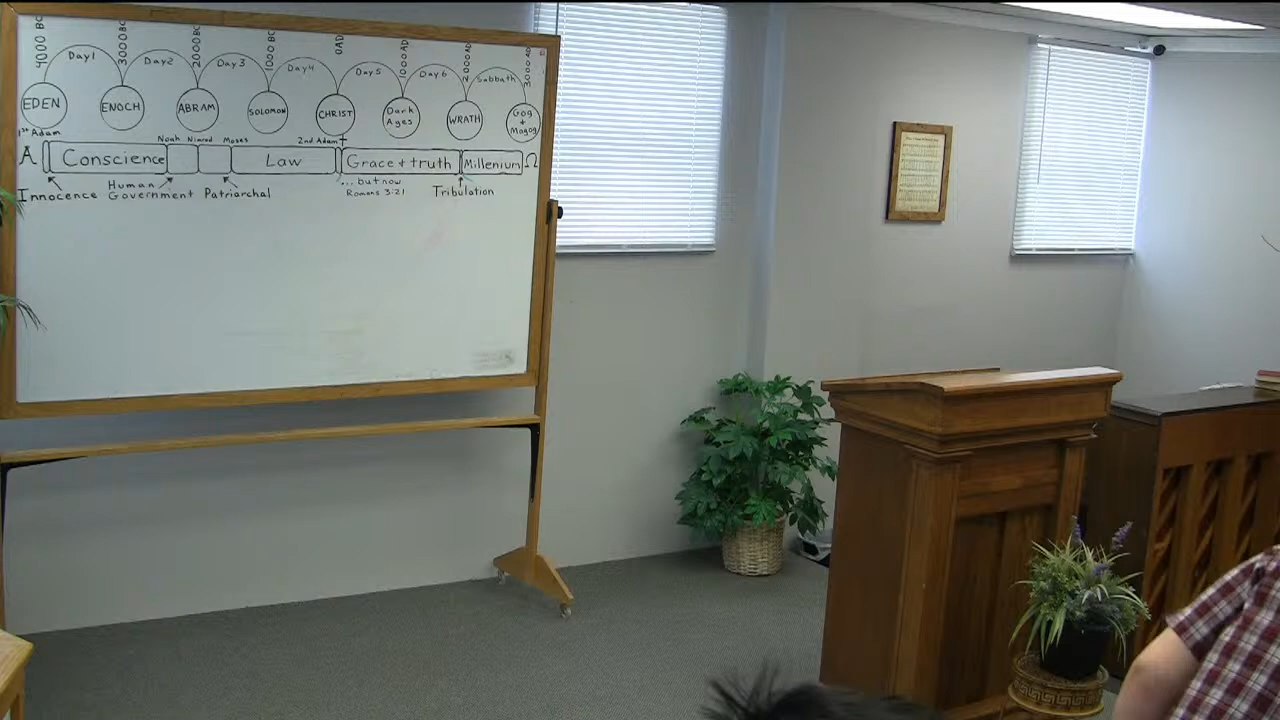 4000 BC 3000 BC 2000 BC 1000 BC 0AD 1000 AD 2000 AD 3000 AD
Day 1 Day 2 Day 3 Day 4 Day 5 Day 6 Sabbath
EDEN ENOCH ABRAM SOLOMON CHRIST Dark Ages WRATH Gog + Magog
1st Adam Noah Nimrod Moses 2nd Adam
A Conscience Law Grace + truth Millenium Ω
Innocence Human Government Patriarchal ...but now Romans 3:21 Tribulation